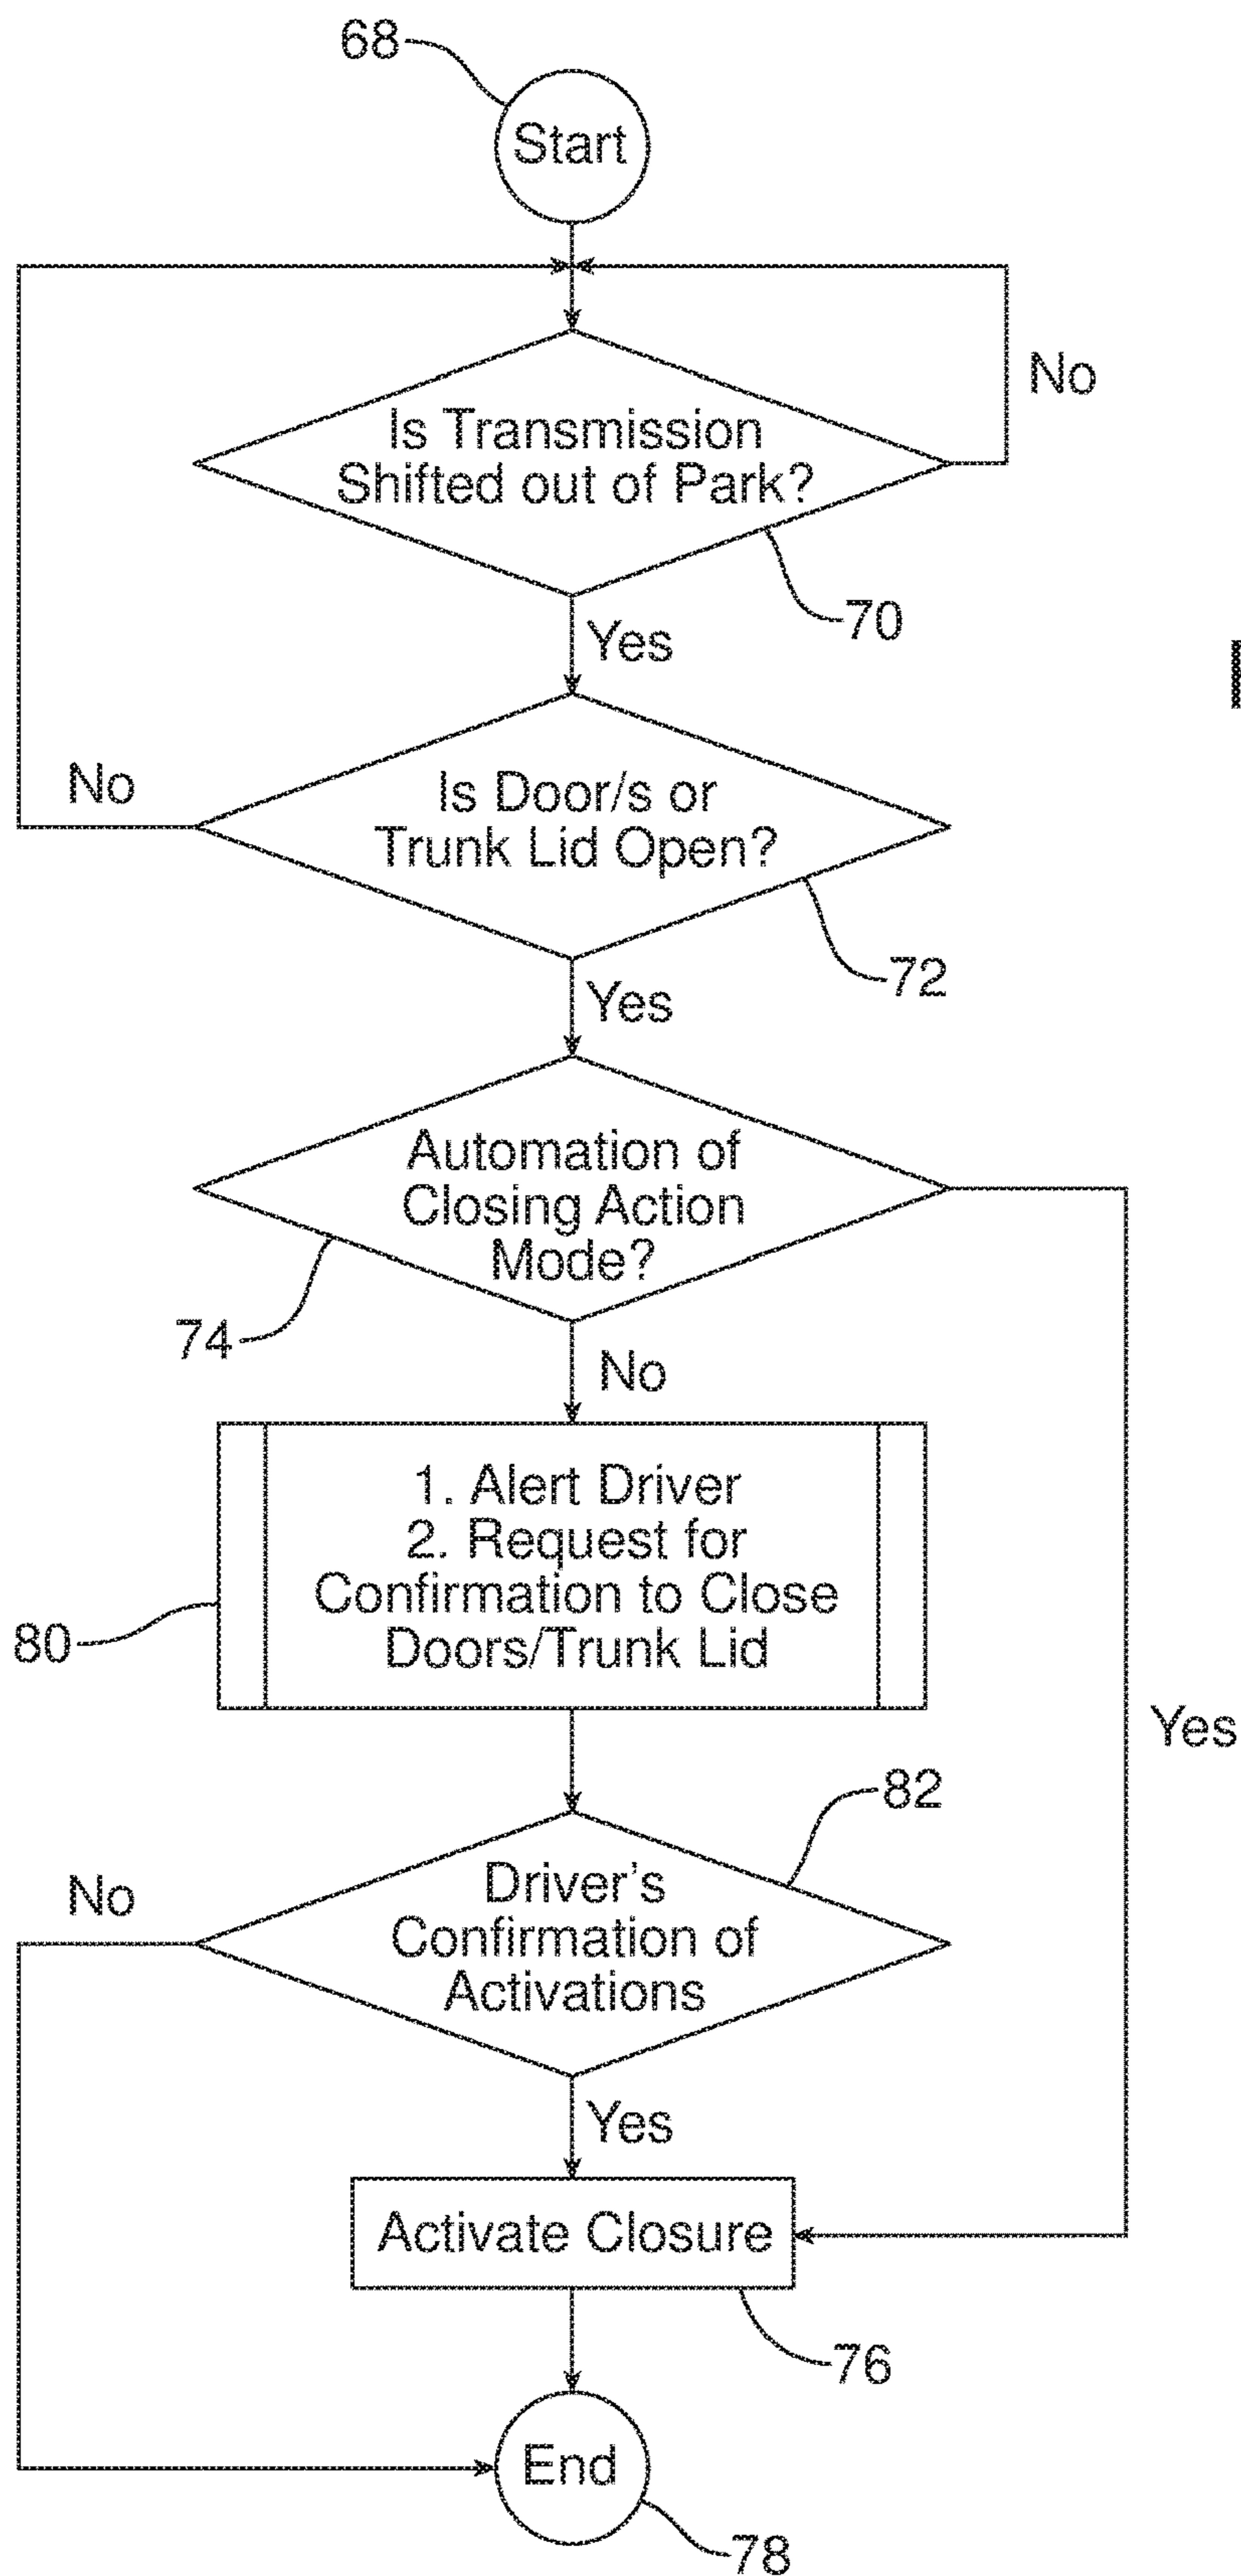 68
Start
No
Is Transmission
Shifted out of Park?
70
Yes
No
Is Door/s or
Trunk Lid Open?
72
Yes
Automation of
Closing Action
Mode?
74
No
1. Alert Driver
2. Request for
Confirmation to Close
Doors/Trunk Lid
80
Yes
82
No
Driver's
Confirmation of
Activations
Yes
Activate Closure
76
End
78